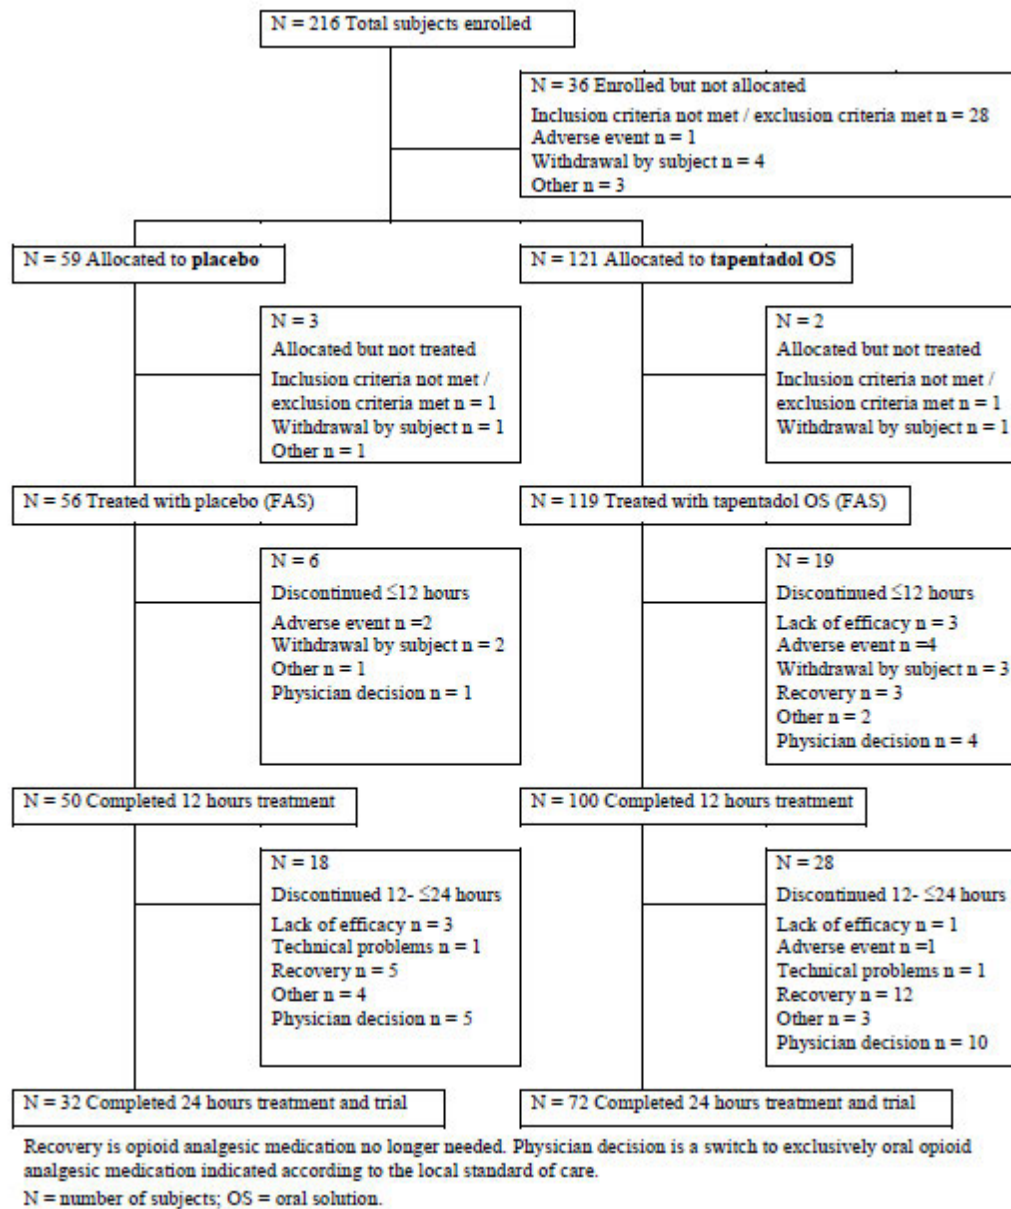 N = 216 Total subjects enrolled
N = 36 Enrolled but not allocated
Inclusion criteria not met / exclusion criteria met n = 28
Adverse event n = 1
Withdrawal by subject n = 4
Other n = 3
N = 59 Allocated to placebo
N = 121 Allocated to tapentadol OS
N = 3
Allocated but not treated
Inclusion criteria not met /
exclusion criteria met n = 1
Withdrawal by subject n = 1
Other n = 1
N = 2
Allocated but not treated
Inclusion criteria not met /
exclusion criteria met n = 1
Withdrawal by subject n = 1
N = 56 Treated with placebo (FAS)
N = 119 Treated with tapentadol OS (FAS)
N = 6
Discontinued ≤12 hours
Adverse event n =2
Withdrawal by subject n = 2
Other n = 1
Physician decision n = 1
N = 19
Discontinued ≤12 hours
Lack of efficacy n = 3
Adverse event n =4
Withdrawal by subject n = 3
Recovery n = 3
Other n = 2
Physician decision n = 4
N = 50 Completed 12 hours treatment
N = 100 Completed 12 hours treatment
N = 18
Discontinued 12- ≤24 hours
Lack of efficacy n = 3
Technical problems n = 1
Recovery n = 5
Other n = 4
Physician decision n = 5
N = 28
Discontinued 12- ≤24 hours
Lack of efficacy n = 1
Adverse event n =1
Technical problems n = 1
Recovery n = 12
Other n = 3
Physician decision n = 10
N = 32 Completed 24 hours treatment and trial
N = 72 Completed 24 hours treatment and trial
Recovery is opioid analgesic medication no longer needed. Physician decision is a switch to exclusively oral opioid
analgesic medication indicated according to the local standard of care.
N = number of subjects; OS = oral solution.